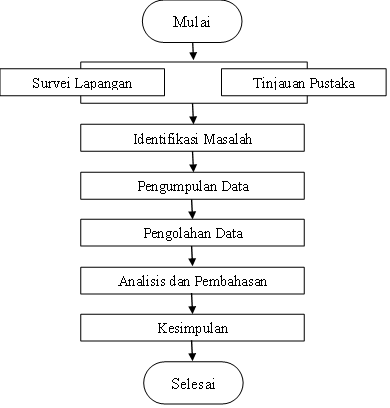 Mulai
Survei Lapangan
Tinjauan Pustaka
Identifikasi Masalah
Pengumpulan Data
Pengolahan Data
Analisis dan Pembahasan
Kesimpulan
Selesai